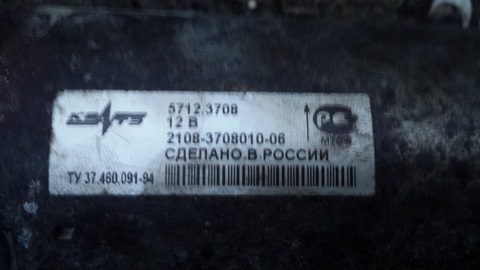 5712.3708
12 В
2108-3708010-06
СДЕЛАНО В РОССИИ
ТУ 37.460.091-94